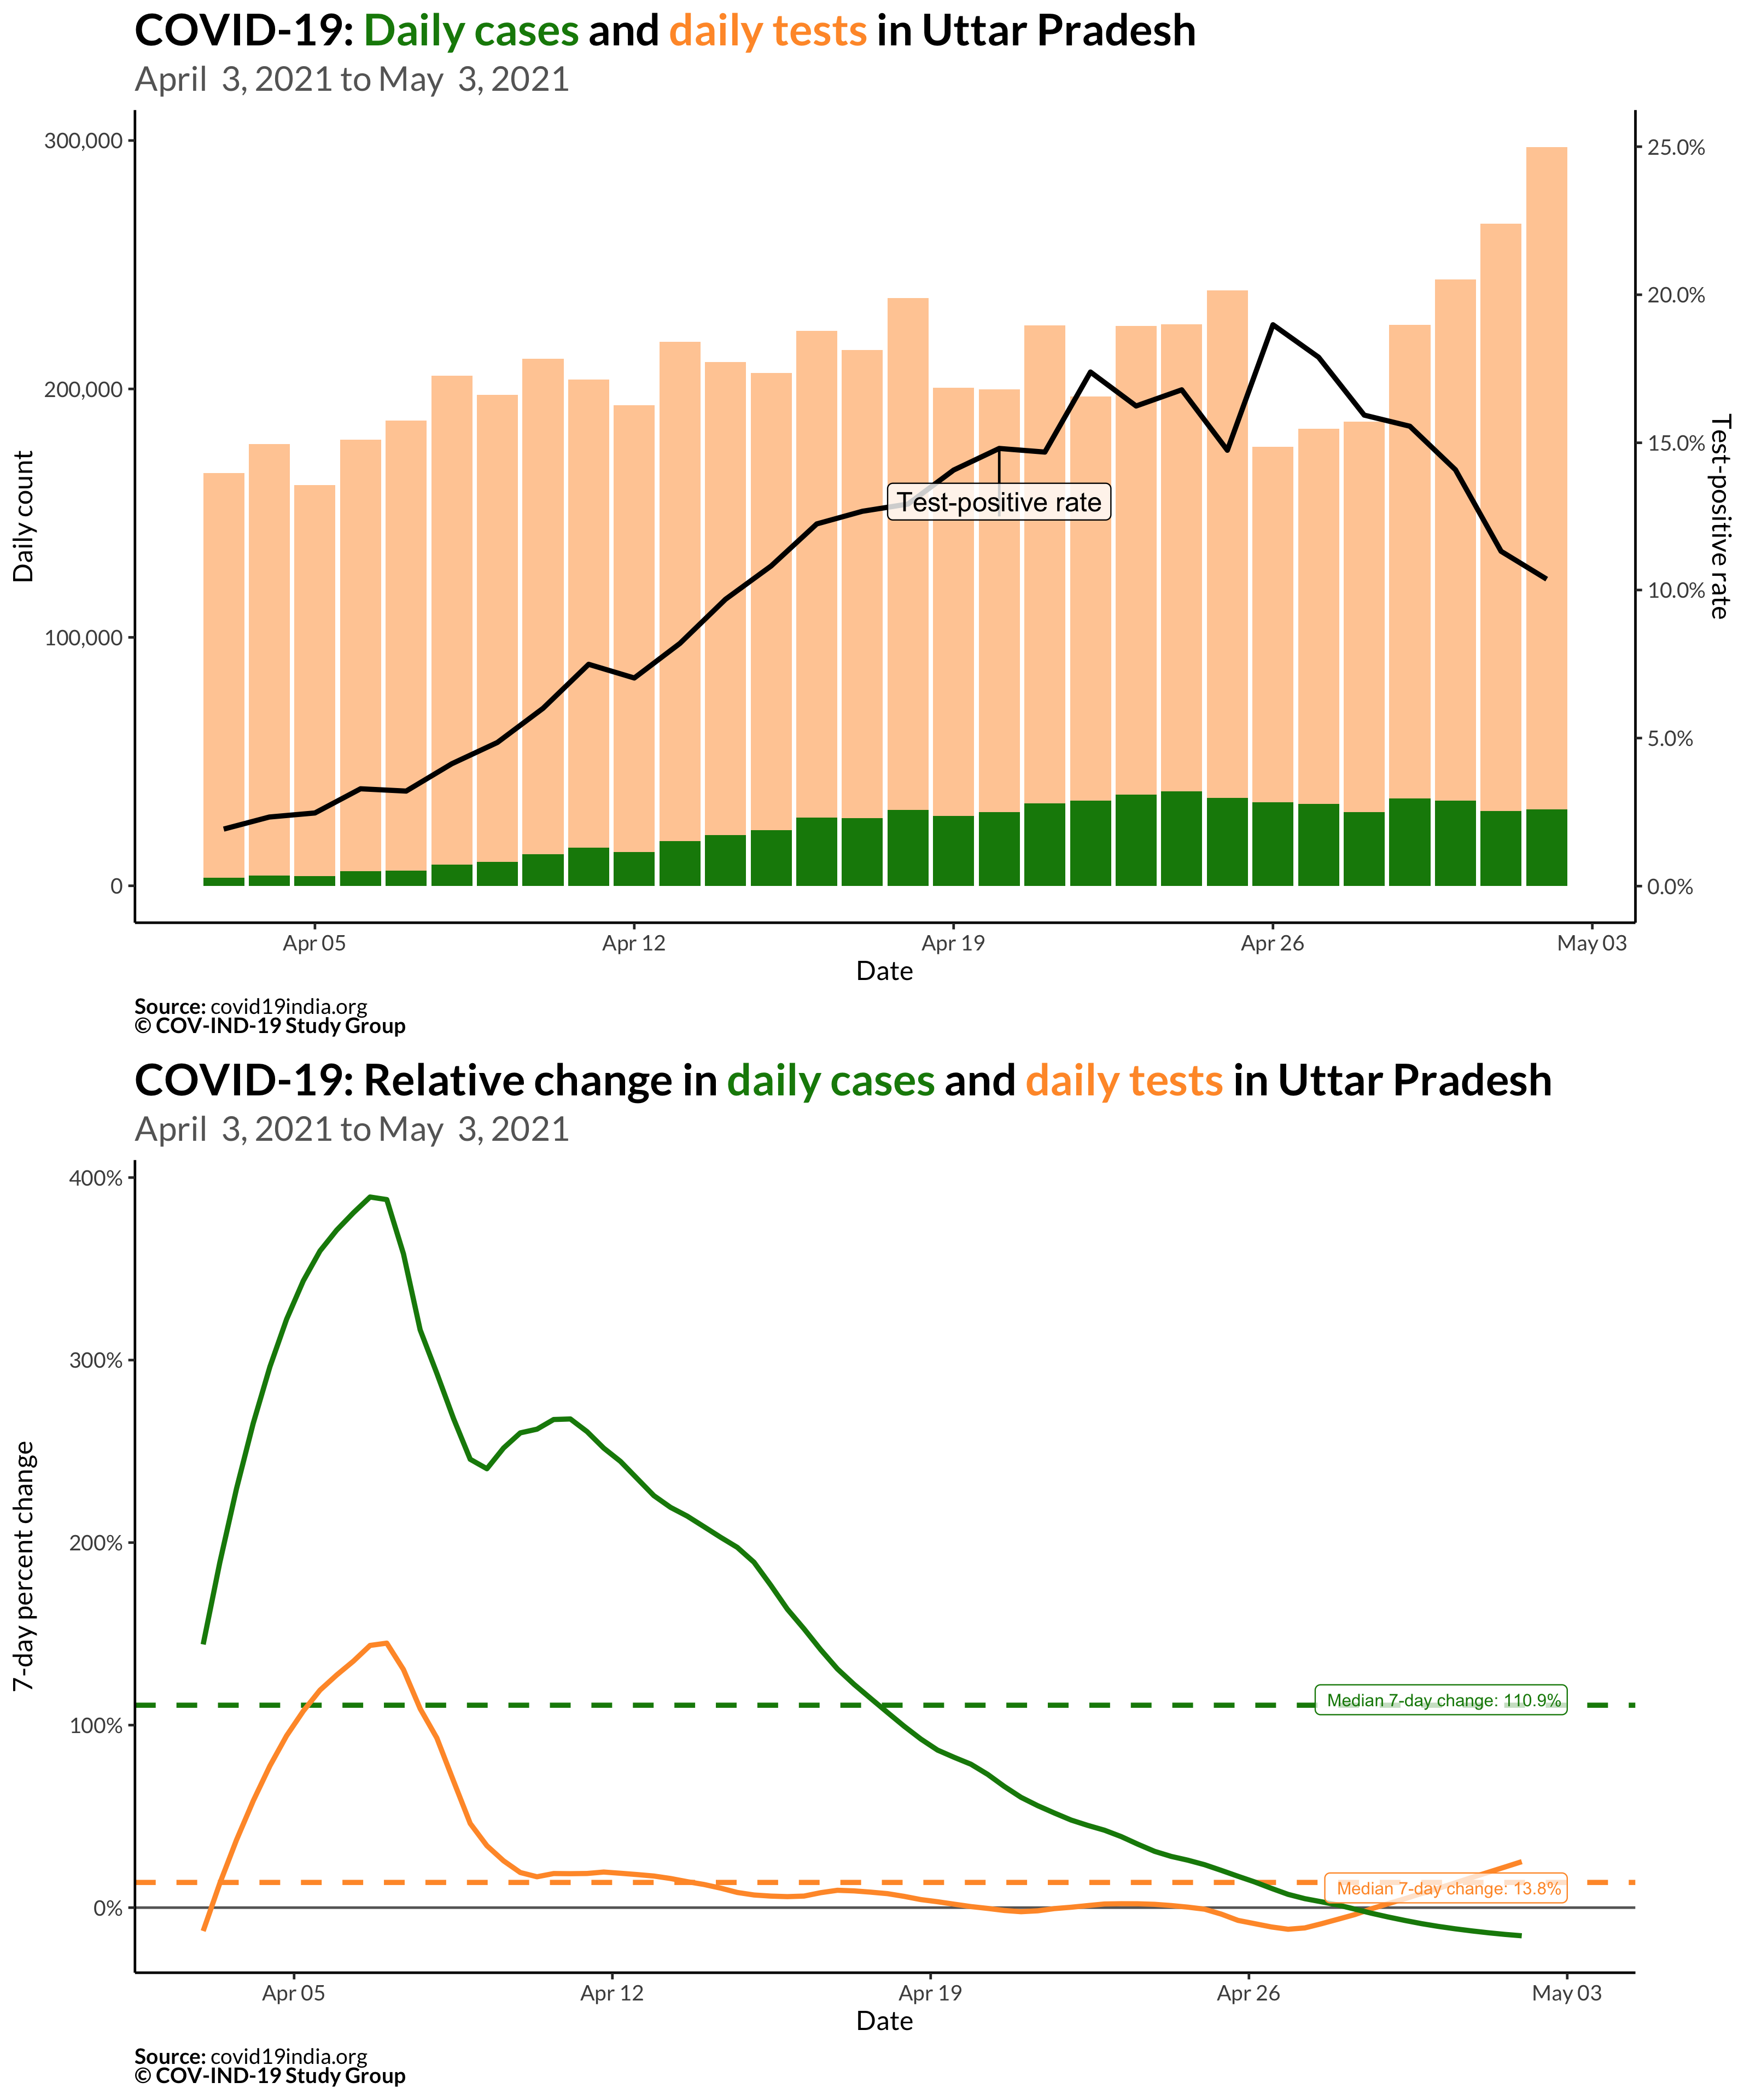 COVID-19: Daily cases and daily tests in Uttar Pradesh
April 3, 2021 to May 3, 2021
300,000
200,000
100,000
0
Daily count
25.0%
20.0%
15.0%
10.0%
5.0%
0.0%
Test-positive rate
Test-positive rate
Apr 05
Apr 12
Apr 19
Apr 26
May 03
Date
Source: covid19india.org
© COV-IND-19 Study Group
COVID-19: Relative change in daily cases and daily tests in Uttar Pradesh
April 3, 2021 to May 3, 2021
400%
300%
200%
100%
0%
7-day percent change
Median 7-day change: 110.9%
Median 7-day change: 13.8%
Apr 05
Apr 12
Apr 19
Apr 26
May 03
Date
Source: covid19india.org
© COV-IND-19 Study Group